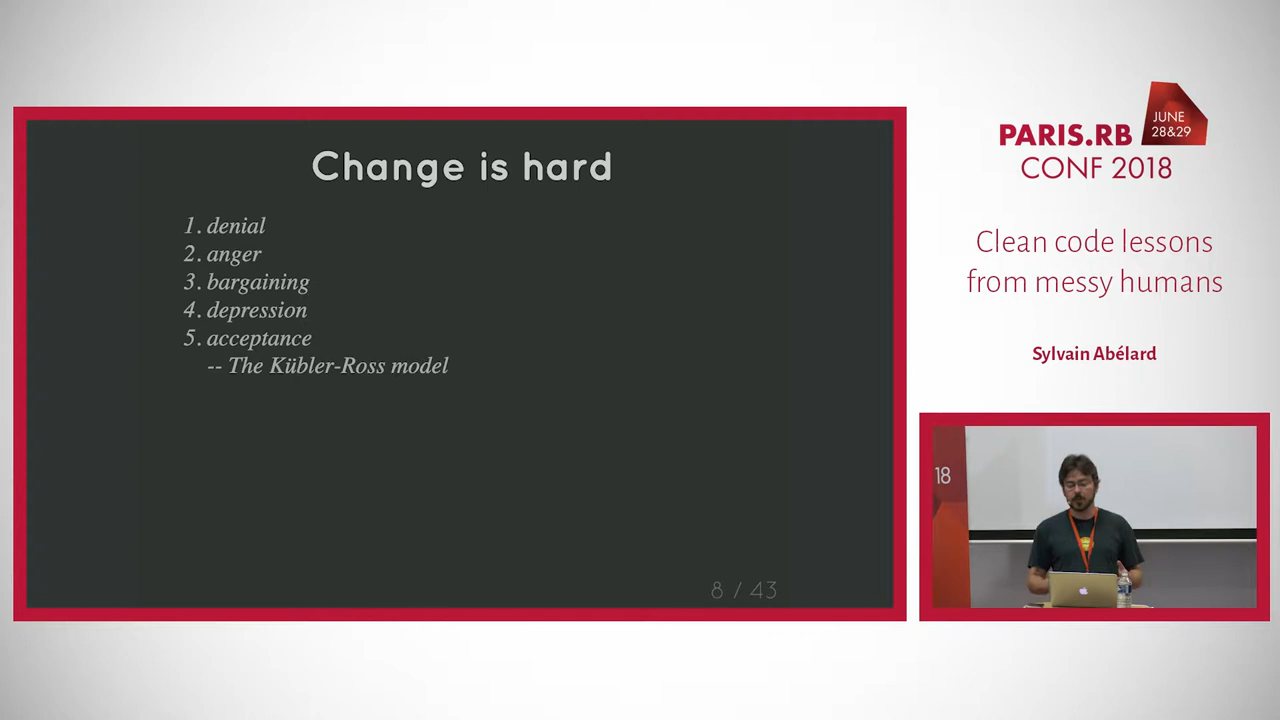 Change is hard
1. denial
2. anger
3. bargaining
4. depression
5. acceptance
-- The Kübler-Ross model
8 / 43
PARIS.RB
JUNE
28&29
CONF 2018
Clean code lessons
from messy humans
Sylvain Abélard
18